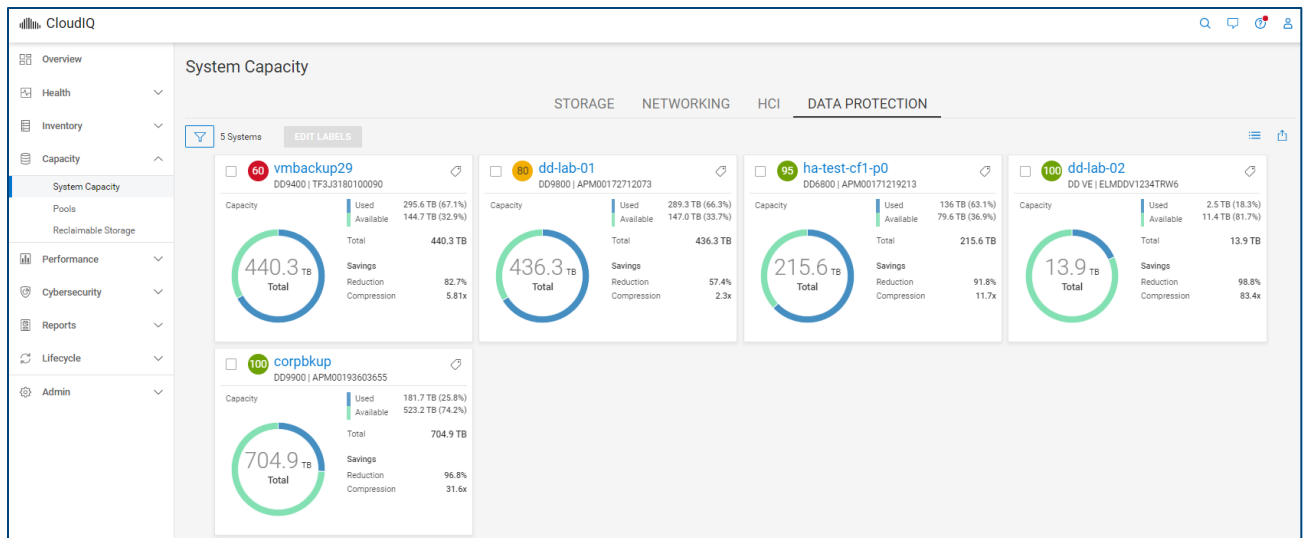 CloudIQ
Overview
Health
Inventory
Capacity
System Capacity
Pools
Reclaimable Storage
Performance
Cybersecurity
Reports
Lifecycle
Admin
System Capacity
STORAGE NETWORKING HCI DATA PROTECTION
5 Systems EDIT LABELS
60 vmbackup29
DD9400 | TF3J3180100090
Capacity
Used 295.6 TB (67.1%)
Available 144.7 TB (32.9%)
Total 440.3 TB
440.3 TB
Total
Savings
Reduction 82.7%
Compression 5.81x
80 dd-lab-01
DD9800 | APM00172712073
Capacity
Used 289.3 TB (66.3%)
Available 147.0 TB (33.7%)
Total 436.3 TB
436.3 TB
Total
Savings
Reduction 57.4%
Compression 2.3x
95 ha-test-cf1-p0
DD6800 | APM00171219213
Capacity
Used 136 TB (63.1%)
Available 79.6 TB (36.9%)
Total 215.6 TB
215.6 TB
Total
Savings
Reduction 91.8%
Compression 11.7x
100 dd-lab-02
DD VE | ELMDDV1234TRW6
Capacity
Used 2.5 TB (18.3%)
Available 11.4 TB (81.7%)
Total 13.9 TB
13.9 TB
Total
Savings
Reduction 98.8%
Compression 83.4x
100 corpbkup
DD9900 | APM00193603655
Capacity
Used 181.7 TB (25.8%)
Available 523.2 TB (74.2%)
Total 704.9 TB
704.9 TB
Total
Savings
Reduction 96.8%
Compression 31.6x